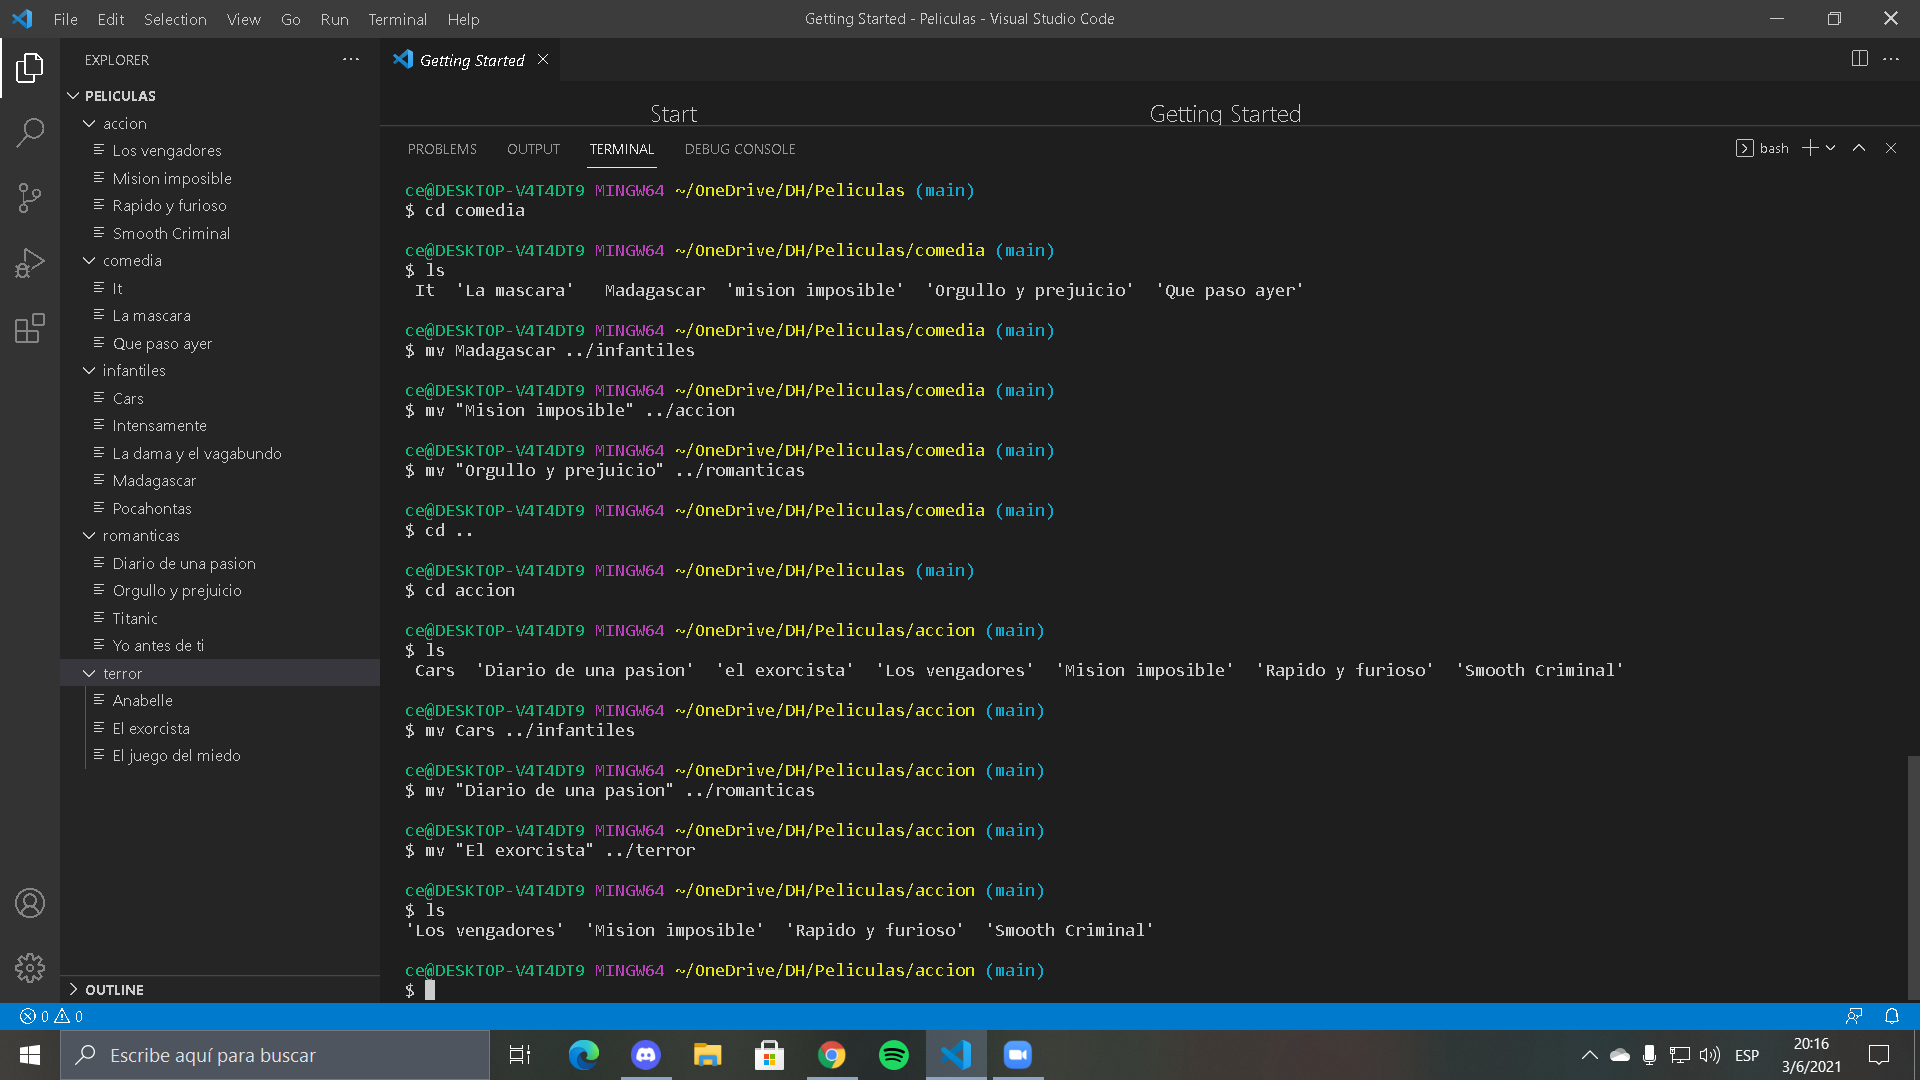 File Edit Selection View Go Run Terminal Help
Getting Started - Peliculas - Visual Studio Code
EXPLORER
PELICULAS
accion
Los vengadores
Mision imposible
Rapido y furioso
Smooth Criminal
comedia
It
La mascara
Que paso ayer
infantiles
Cars
Intensamente
La dama y el vagabundo
Madagascar
Pocahontas
romanticas
Diario de una pasion
Orgullo y prejuicio
Titanic
Yo antes de ti
terror
Anabelle
El exorcista
El juego del miedo
OUTLINE
Getting Started
Start Getting Started
PROBLEMS OUTPUT TERMINAL DEBUG CONSOLE
bash
ce@DESKTOP-V4T4DT9 MINGW64 ~/OneDrive/DH/Peliculas (main)
$ cd comedia
ce@DESKTOP-V4T4DT9 MINGW64 ~/OneDrive/DH/Peliculas/comedia (main)
$ ls
It 'La mascara' Madagascar 'mision imposible' 'Orgullo y prejuicio' 'Que paso ayer'
ce@DESKTOP-V4T4DT9 MINGW64 ~/OneDrive/DH/Peliculas/comedia (main)
$ mv Madagascar ../infantiles
ce@DESKTOP-V4T4DT9 MINGW64 ~/OneDrive/DH/Peliculas/comedia (main)
$ mv "Mision imposible" ../accion
ce@DESKTOP-V4T4DT9 MINGW64 ~/OneDrive/DH/Peliculas/comedia (main)
$ mv "Orgullo y prejuicio" ../romanticas
ce@DESKTOP-V4T4DT9 MINGW64 ~/OneDrive/DH/Peliculas/comedia (main)
$ cd ..
ce@DESKTOP-V4T4DT9 MINGW64 ~/OneDrive/DH/Peliculas (main)
$ cd accion
ce@DESKTOP-V4T4DT9 MINGW64 ~/OneDrive/DH/Peliculas/accion (main)
$ ls
Cars 'Diario de una pasion' 'el exorcista' 'Los vengadores' 'Mision imposible' 'Rapido y furioso' 'Smooth Criminal'
ce@DESKTOP-V4T4DT9 MINGW64 ~/OneDrive/DH/Peliculas/accion (main)
$ mv Cars ../infantiles
ce@DESKTOP-V4T4DT9 MINGW64 ~/OneDrive/DH/Peliculas/accion (main)
$ mv "Diario de una pasion" ../romanticas
ce@DESKTOP-V4T4DT9 MINGW64 ~/OneDrive/DH/Peliculas/accion (main)
$ mv "El exorcista" ../terror
ce@DESKTOP-V4T4DT9 MINGW64 ~/OneDrive/DH/Peliculas/accion (main)
$ ls
'Los vengadores' 'Mision imposible' 'Rapido y furioso' 'Smooth Criminal'
ce@DESKTOP-V4T4DT9 MINGW64 ~/OneDrive/DH/Peliculas/accion (main)
$
0 0
Escribe aquí para buscar
ESP
20:16
3/6/2021